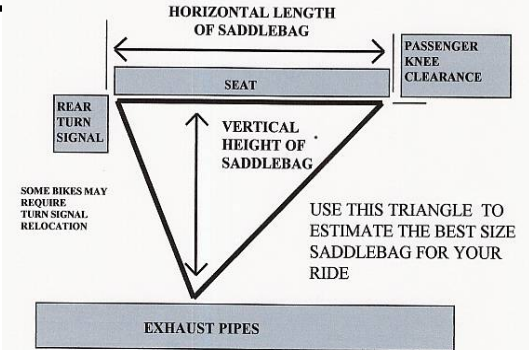 HORIZONTAL LENGTH
OF SADDLEBAG
PASSENGER
KNEE
CLEARANCE
SEAT
REAR
TURN
SIGNAL
VERTICAL
HEIGHT OF
SADDLEBAG
SOME BIKES MAY
REQUIRE
TURN SIGNAL
RELOCATION
USE THIS TRIANGLE TO
ESTIMATE THE BEST SIZE
SADDLEBAG FOR YOUR
RIDE
EXHAUST PIPES